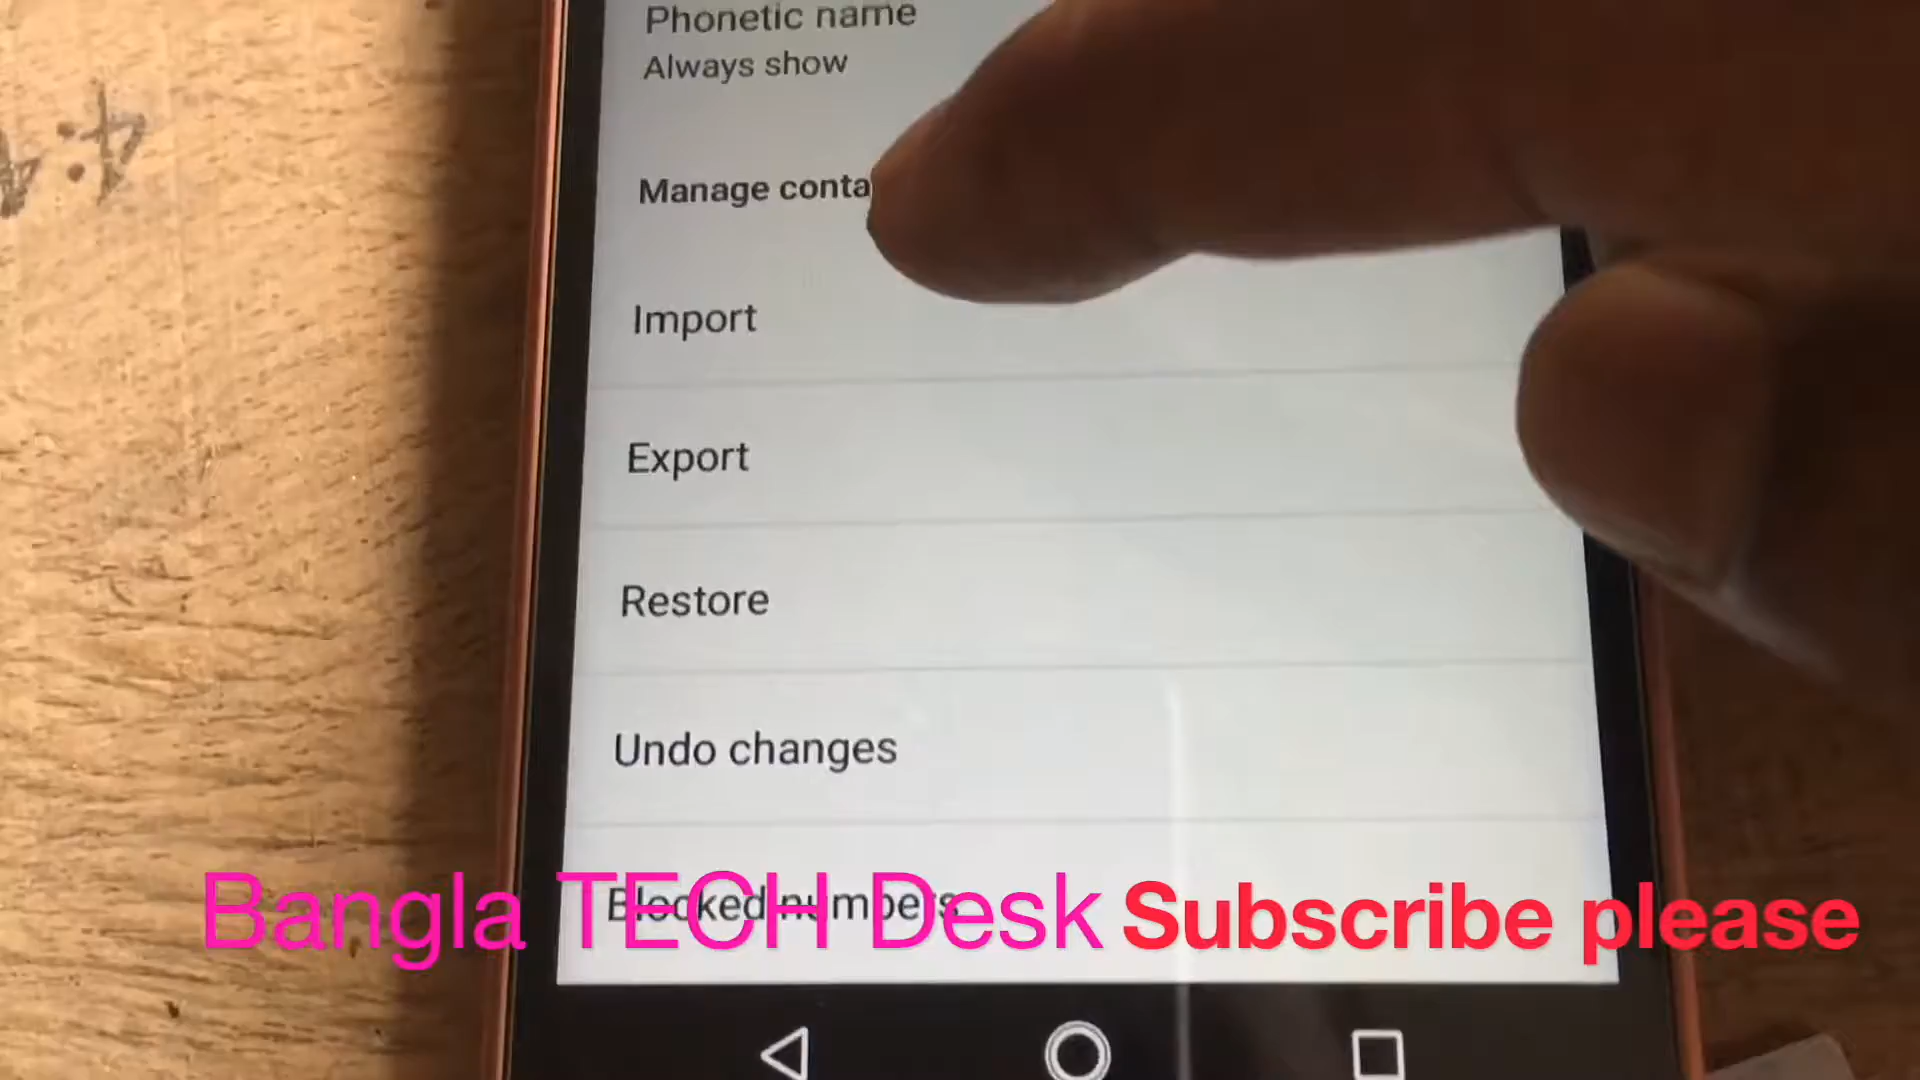 Phonetic name
Always show
Manage conta
Import
Export
Restore
Undo changes
Blocked numbers
Bangla TECH Desk Subscribe please